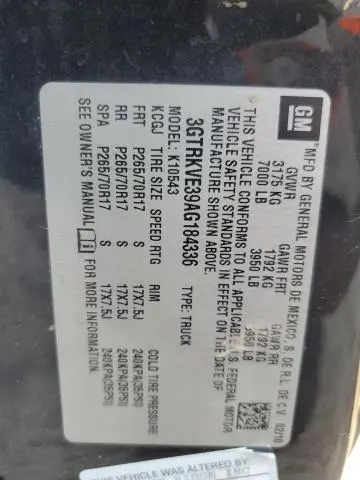 GM
MFD BY GENERAL MOTORS DE MEXICO, S. DE R.L. DE C.V. 02/10
GVWR GAWR FRT GAWR RR
3175 KG 1792 KG 1792 KG
7000 LB 3950 LB 3950 LB
THIS VEHICLE CONFORMS TO ALL APPLICABLE U.S. FEDERAL MOTOR
VEHICLE SAFETY STANDARDS IN EFFECT ON THE DATE OF
MANUFACTURE SHOWN ABOVE.
3GTRKVE39AG184336 TYPE: TRUCK
MODEL: K10543
KCGJ TIRE SIZE SPEED RTG RIM COLD TIRE PRESSURE
FRT P265/70R17 S 17X7.5J 240KPA(35PSI)
RR P265/70R17 S 17X7.5J 240KPA(35PSI)
SPA P265/70R17 S 17X7.5J 240KPA(35PSI)
SEE OWNER'S MANUAL FOR MORE INFORMATION.
THIS VEHICLE WAS ALTERED BY: